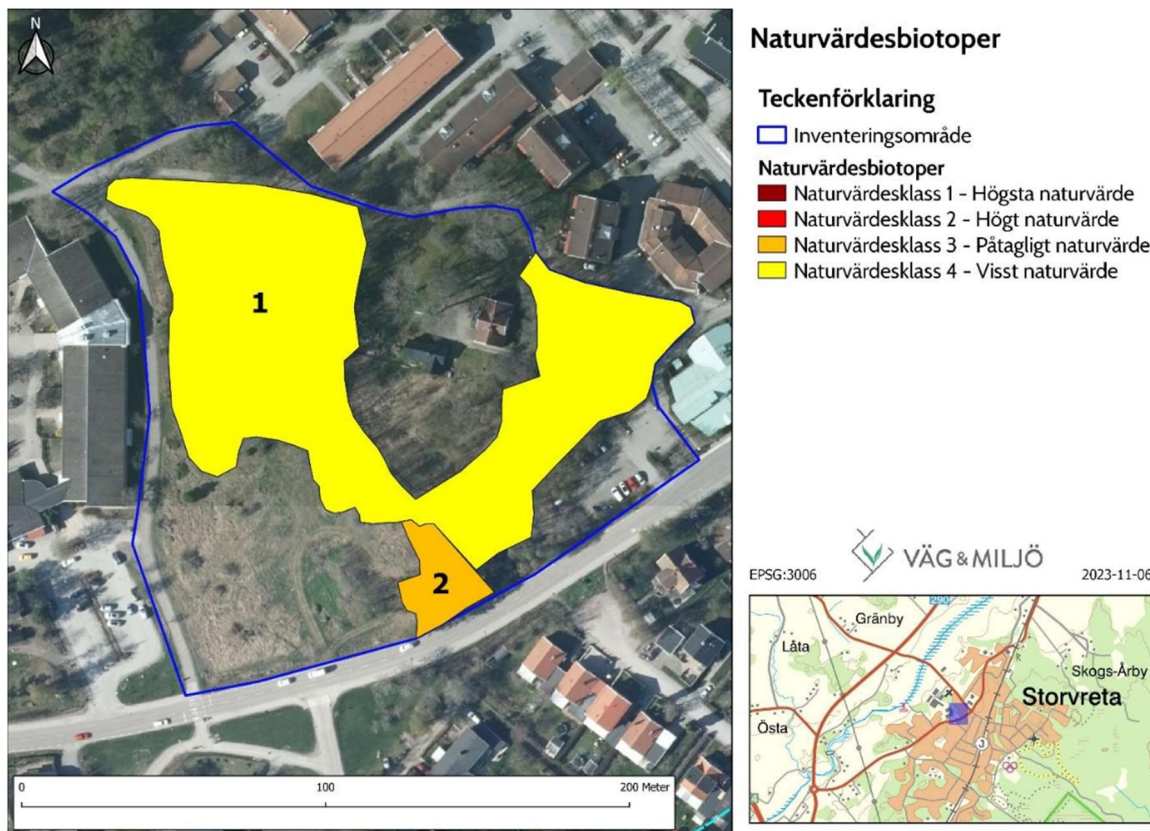 N
1
2
0 100 200 Meter
Naturvärdesbiotoper
Teckenförklaring
Inventeringsområde
Naturvärdesbiotoper
Naturvärdesklass 1 - Högsta naturvärde
Naturvärdesklass 2 - Högt naturvärde
Naturvärdesklass 3 - Påtagligt naturvärde
Naturvärdesklass 4 - Visst naturvärde
VÄG & MILJÖ
EPSG:3006 2023-11-06
290
Gränby
Låta
Skogs-Årby
Storvreta
Östa